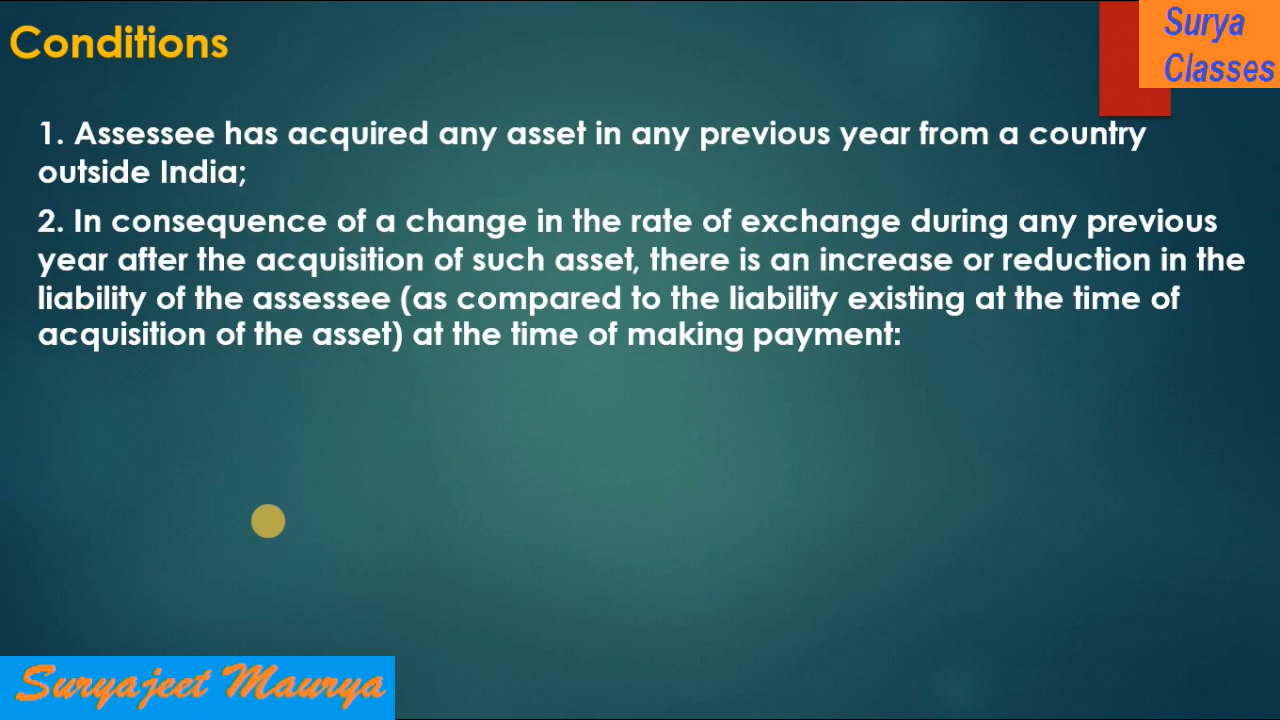 Conditions
Surya
Classes
1. Assessee has acquired any asset in any previous year from a country
outside India;
2. In consequence of a change in the rate of exchange during any previous
year after the acquisition of such asset, there is an increase or reduction in the
liability of the assessee (as compared to the liability existing at the time of
acquisition of the asset) at the time of making payment:
Suryajeet Maurya